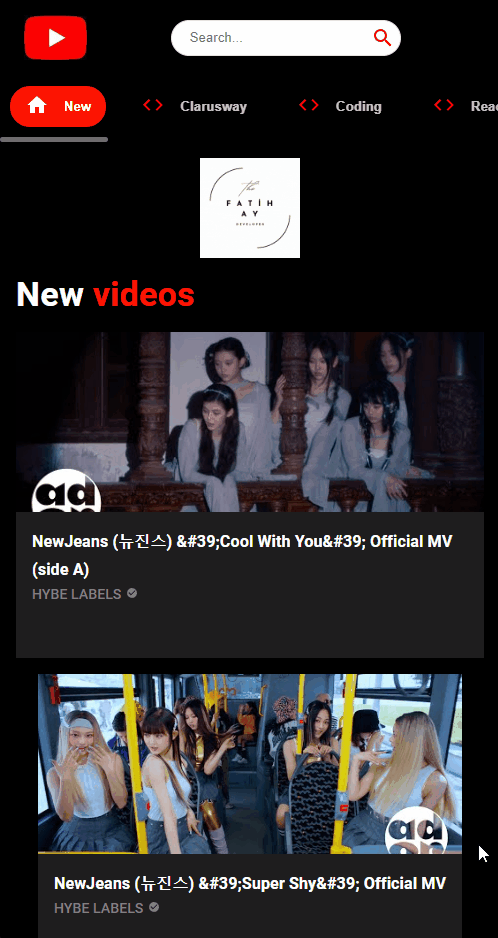 Search...
New
Clarusway
Coding
Reac
the
FATİH
AY
DEVELOPER
New videos
NewJeans (뉴진스) &#39;Cool With You&#39; Official MV
(side A)
HYBE LABELS
NewJeans (뉴진스) &#39;Super Shy&#39; Official MV
HYBE LABELS